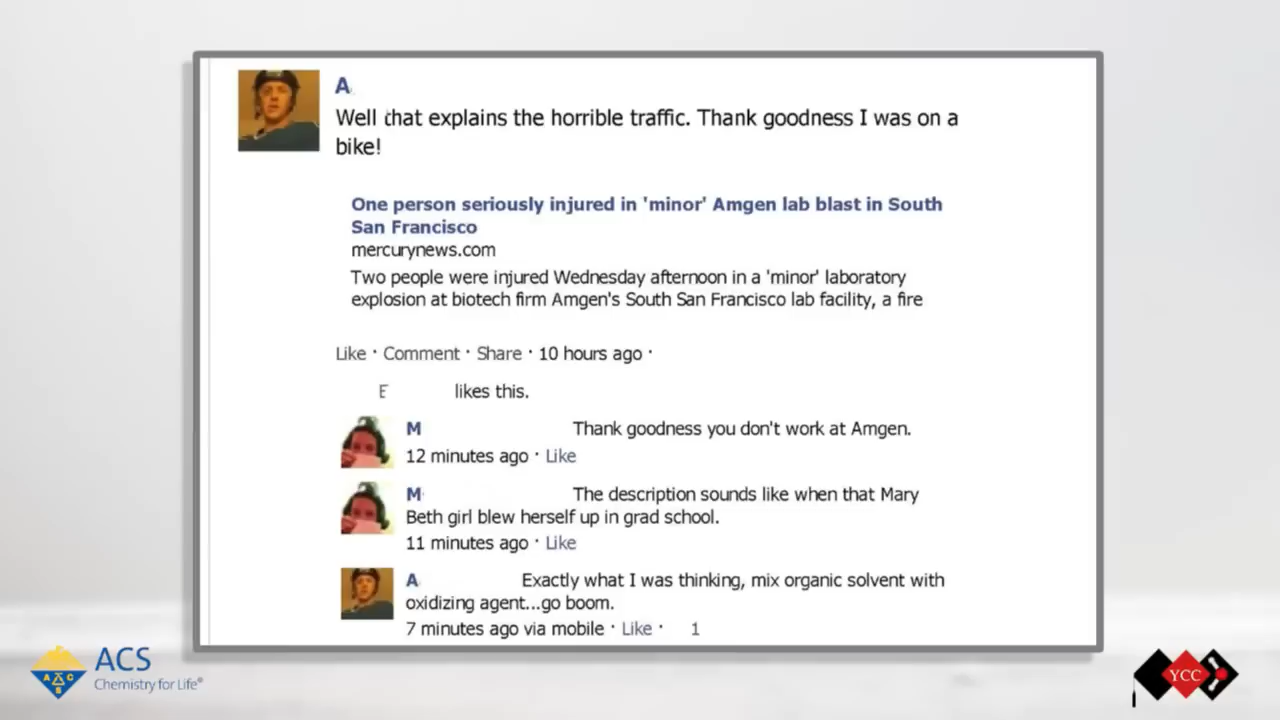 A
Well that explains the horrible traffic. Thank goodness I was on a
bike!
One person seriously injured in 'minor' Amgen lab blast in South
San Francisco
mercurynews.com
Two people were injured Wednesday afternoon in a 'minor' laboratory
explosion at biotech firm Amgen's South San Francisco lab facility, a fire
Like · Comment · Share · 10 hours ago ·
E likes this.
M Thank goodness you don't work at Amgen.
12 minutes ago · Like
M The description sounds like when that Mary
Beth girl blew herself up in grad school.
11 minutes ago · Like
A Exactly what I was thinking, mix organic solvent with
oxidizing agent...go boom.
7 minutes ago via mobile · Like · 1
ACS
Chemistry for Life®
YCC